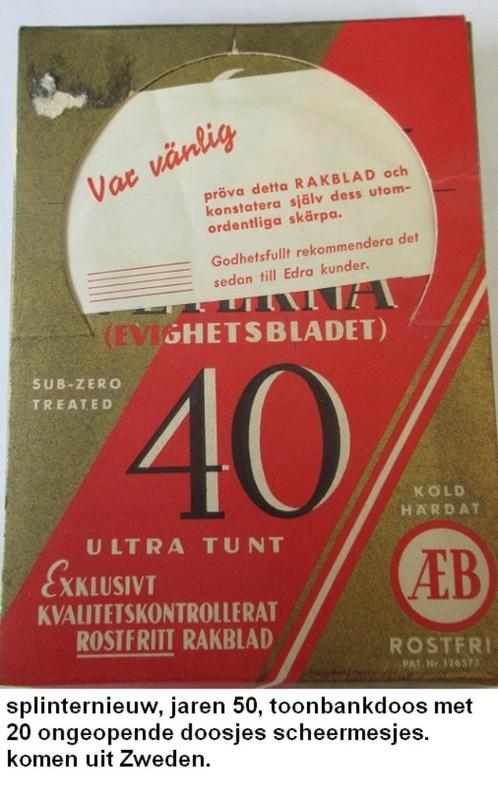 Var vänlig
pröva detta RAKBLAD och
konstatera själv dess utom-
ordentliga skärpa.
Godhetsfullt rekommendera det
sedan till Edra kunder.
(EVIGHETSBLADET)
SUB-ZERO
TREATED
40
KÖLD
HÄRDAT
ULTRA TUNT
ÆB
EXKLUSIVT
KVALITETSKONTROLLERAT
ROSTFRITT RAKBLAD
ROSTFRI
PAT. Nr 126577
splinternieuw, jaren 50, toonbankdoos met
20 ongeopende doosjes scheermesjes.
komen uit Zweden.